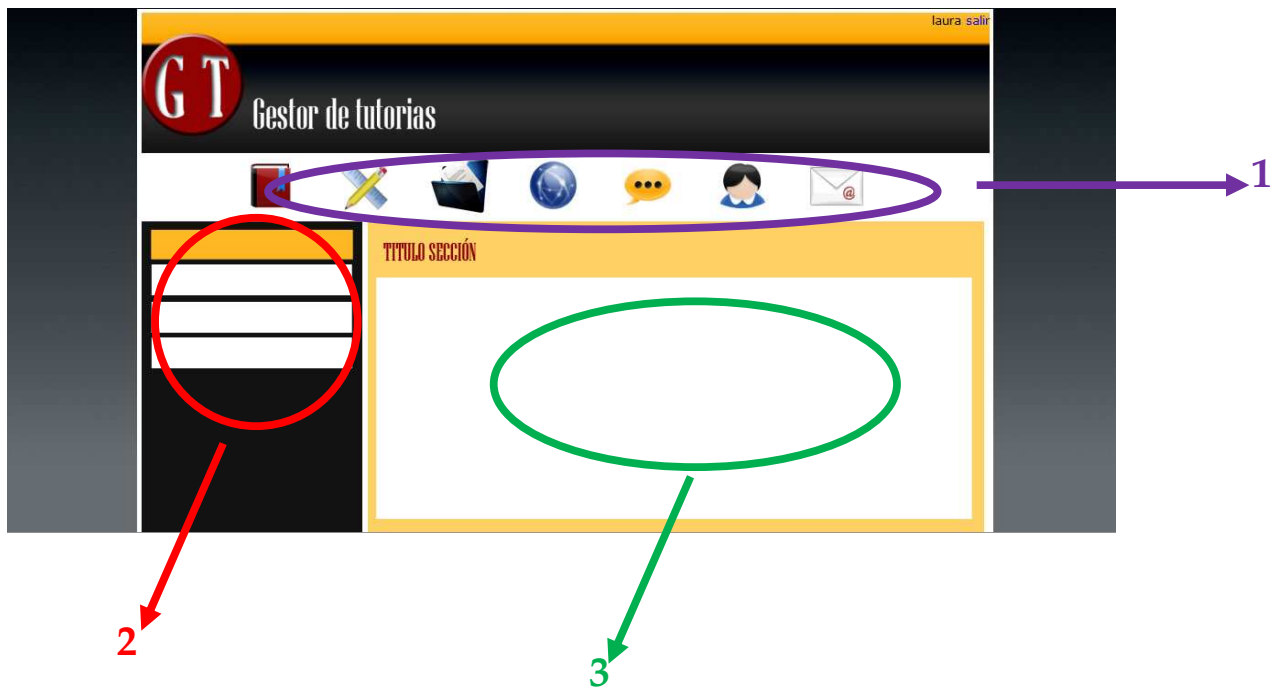 laura salir
GT
Gestor de tutorias
@
1
TITULO SECCIÓN
2
3